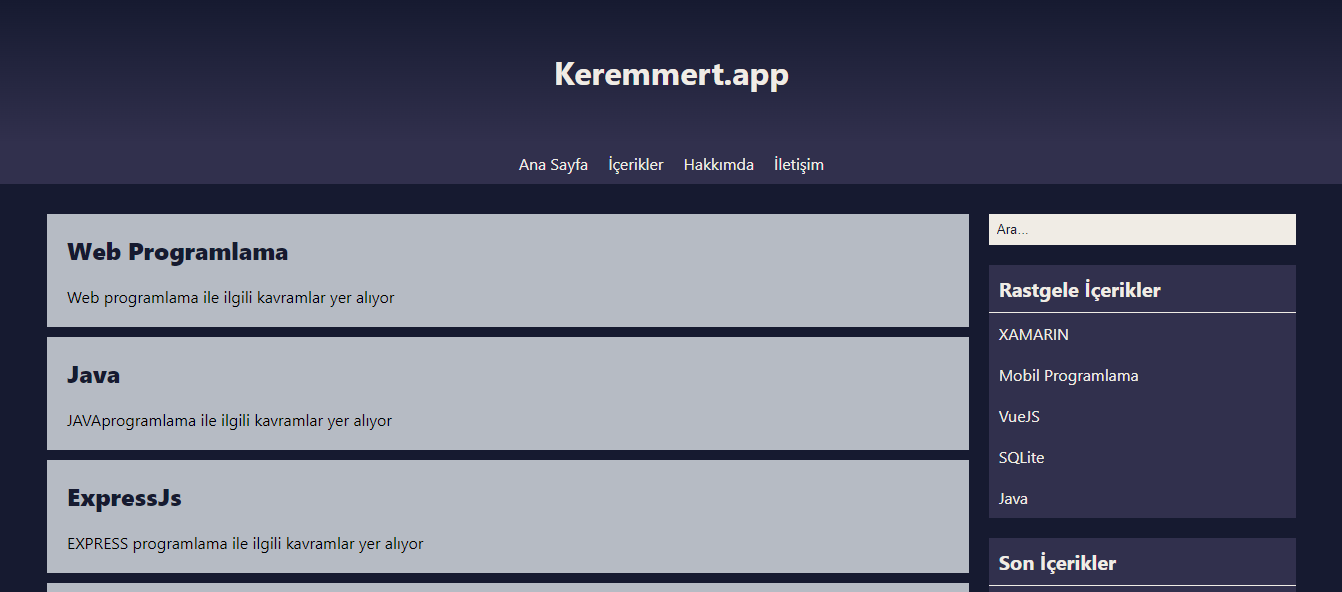 Keremmert.app
Ana Sayfa İçerikler Hakkımda İletişim
Web Programlama
Web programlama ile ilgili kavramlar yer alıyor
Java
JAVAprogramlama ile ilgili kavramlar yer alıyor
ExpressJs
EXPRESS programlama ile ilgili kavramlar yer alıyor
Ara...
Rastgele İçerikler
XAMARIN
Mobil Programlama
VueJS
SQLite
Java
Son İçerikler